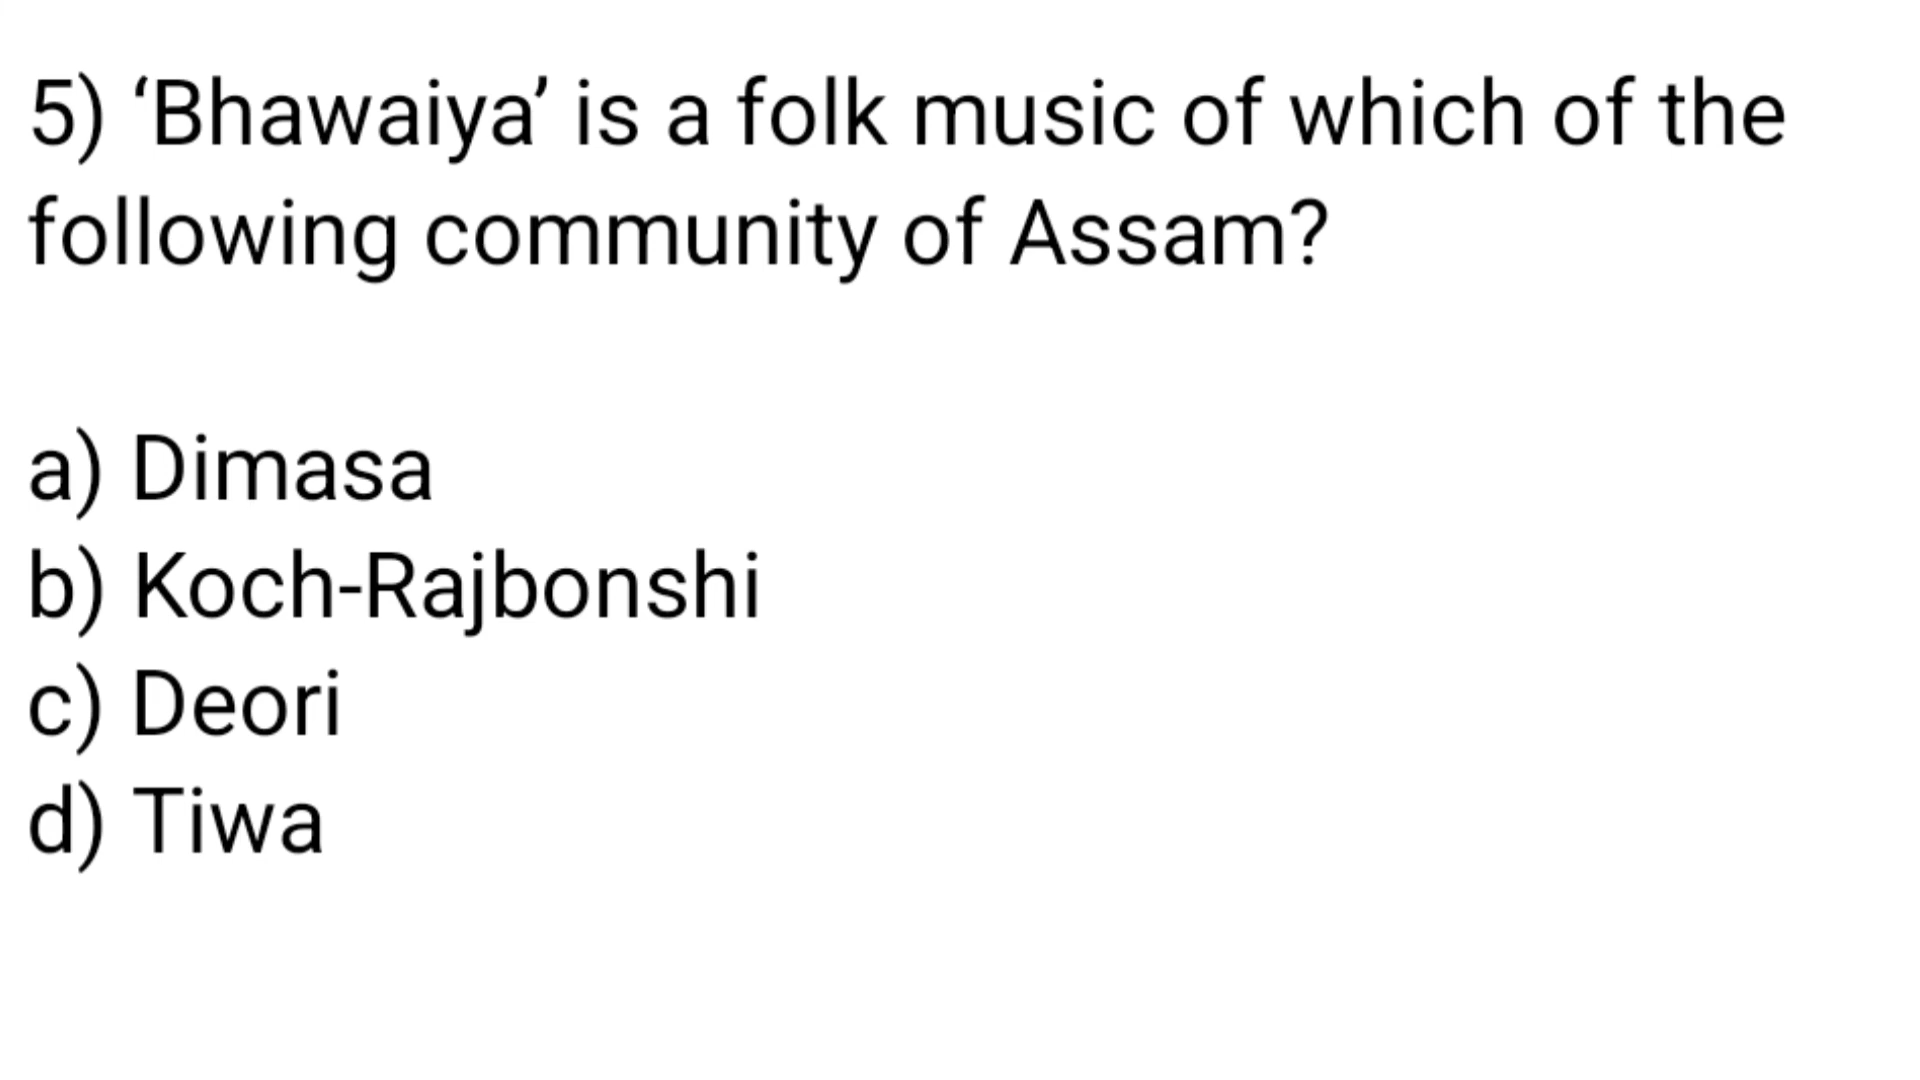 5) ‘Bhawaiya’ is a folk music of which of the
following community of Assam?
a) Dimasa
b) Koch-Rajbonshi
c) Deori
d) Tiwa